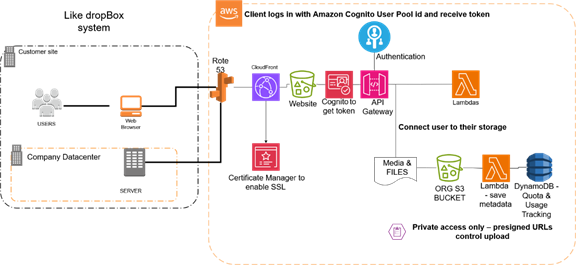 Like dropBox
system
aws
Client logs in with Amazon Cognito User Pool id and receive token
Customer site
USERS
Web
Browser
Company Datacenter
SERVER
Rote
53
CloudFront
Website
Cognito to
get token
Authentication
API
Gateway
Lambdas
Certificate Manager to
enable SSL
Connect user to their storage
Media &
FILES
ORG S3
BUCKET
Lambda
- save
metadata
DynamoDB -
Quota &
Usage
Tracking
Private access only – presigned URLs
control upload